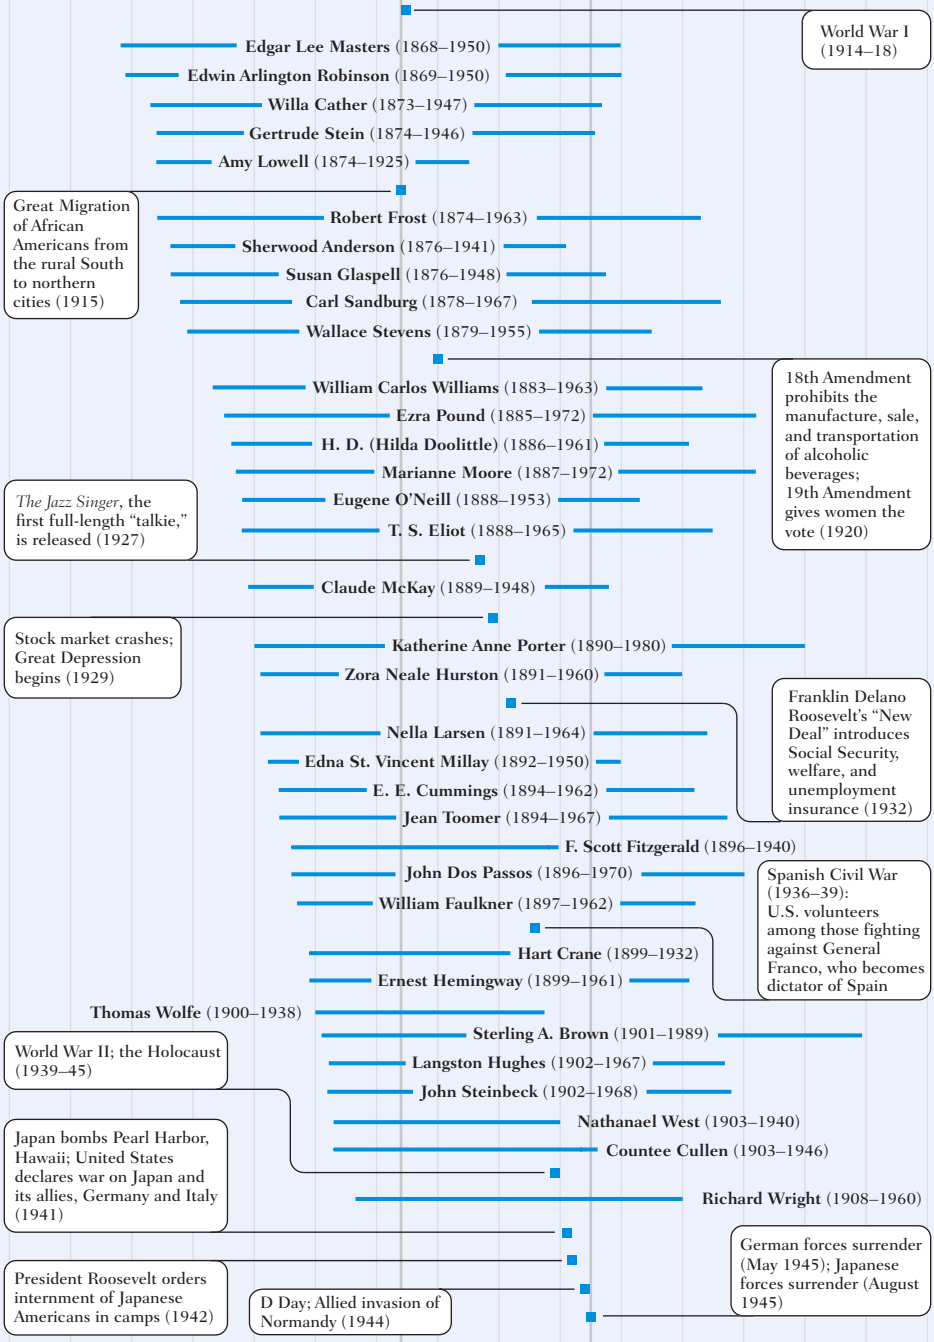 World War I
(1914–18)
Edgar Lee Masters (1868–1950)
Edwin Arlington Robinson (1869–1950)
Willa Cather (1873–1947)
Gertrude Stein (1874–1946)
Amy Lowell (1874–1925)
Great Migration
of African
Americans from
the rural South
to northern
cities (1915)
Robert Frost (1874–1963)
Sherwood Anderson (1876–1941)
Susan Glaspell (1876–1948)
Carl Sandburg (1878–1967)
Wallace Stevens (1879–1955)
18th Amendment
prohibits the
manufacture, sale,
and transportation
of alcoholic
beverages;
19th Amendment
gives women the
vote (1920)
William Carlos Williams (1883–1963)
Ezra Pound (1885–1972)
H. D. (Hilda Doolittle) (1886–1961)
Marianne Moore (1887–1972)
Eugene O’Neill (1888–1953)
T. S. Eliot (1888–1965)
The Jazz Singer, the
first full-length “talkie,”
is released (1927)
Claude McKay (1889–1948)
Stock market crashes;
Great Depression
begins (1929)
Katherine Anne Porter (1890–1980)
Zora Neale Hurston (1891–1960)
Franklin Delano
Roosevelt’s “New
Deal” introduces
Social Security,
welfare, and
unemployment
insurance (1932)
Nella Larsen (1891–1964)
Edna St. Vincent Millay (1892–1950)
E. E. Cummings (1894–1962)
Jean Toomer (1894–1967)
F. Scott Fitzgerald (1896–1940)
John Dos Passos (1896–1970)
William Faulkner (1897–1962)
Spanish Civil War
(1936–39):
U.S. volunteers
among those fighting
against General
Franco, who becomes
dictator of Spain
Hart Crane (1899–1932)
Ernest Hemingway (1899–1961)
Thomas Wolfe (1900–1938)
Sterling A. Brown (1901–1989)
World War II; the Holocaust
(1939–45)
Langston Hughes (1902–1967)
John Steinbeck (1902–1968)
Nathanael West (1903–1940)
Countee Cullen (1903–1946)
Japan bombs Pearl Harbor,
Hawaii; United States
declares war on Japan and
its allies, Germany and Italy
(1941)
Richard Wright (1908–1960)
President Roosevelt orders
internment of Japanese
Americans in camps (1942)
D Day; Allied invasion of
Normandy (1944)
German forces surrender
(May 1945); Japanese
forces surrender (August
1945)